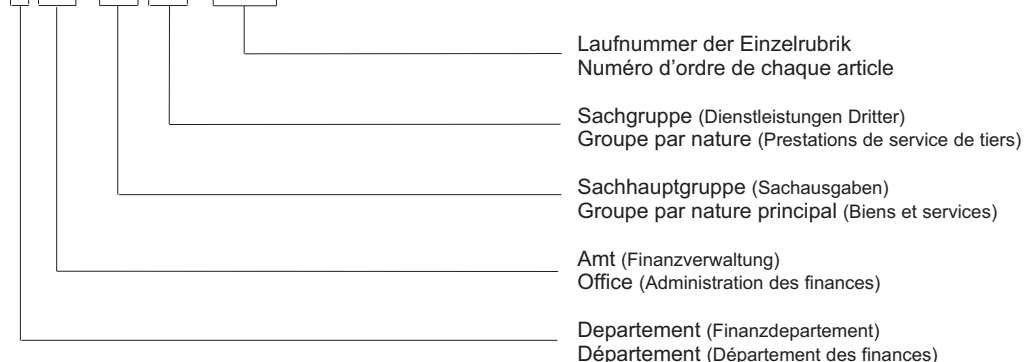 Laufnummer der Einzelrubrik
Numéro d'ordre de chaque article
Sachgruppe (Dienstleistungen Dritter)
Groupe par nature (Prestations de service de tiers)
Sachhauptgruppe (Sachausgaben)
Groupe par nature principal (Biens et services)
Amt (Finanzverwaltung)
Office (Administration des finances)
Departement (Finanzdepartement)
Département (Département des finances)